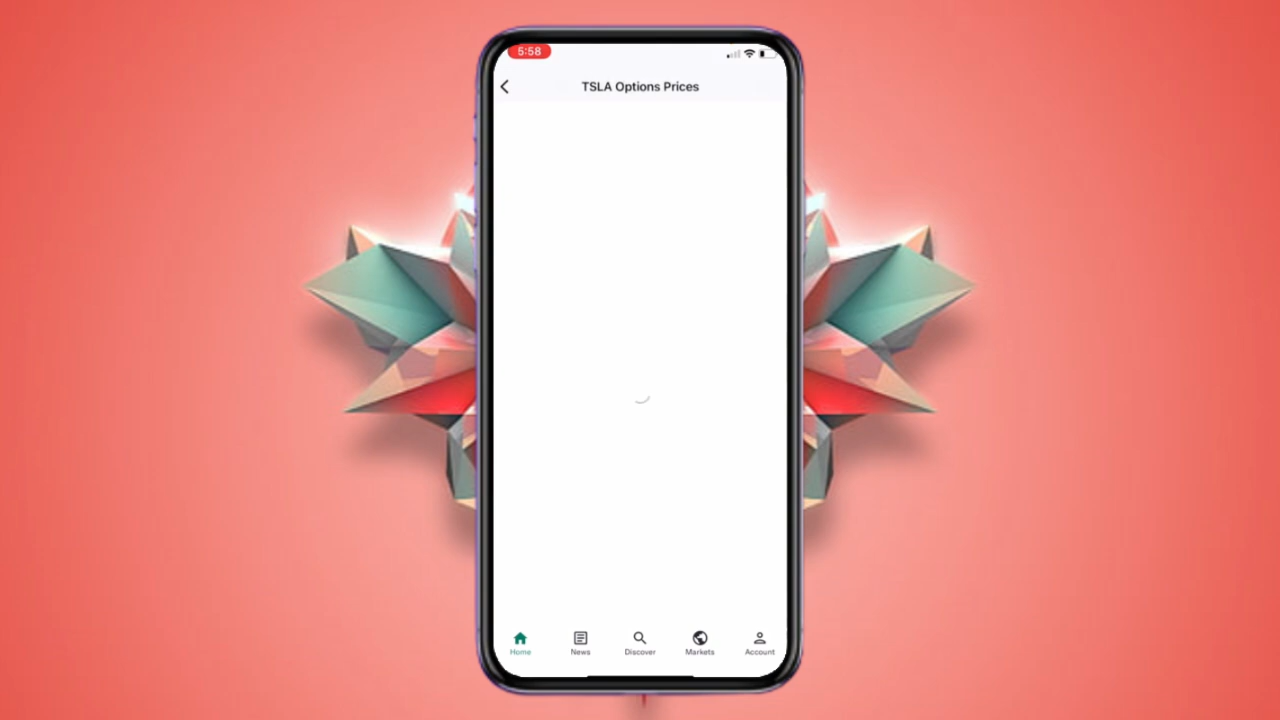 5:58
TSLA Options Prices
Home
News
Discover
Markets
Account